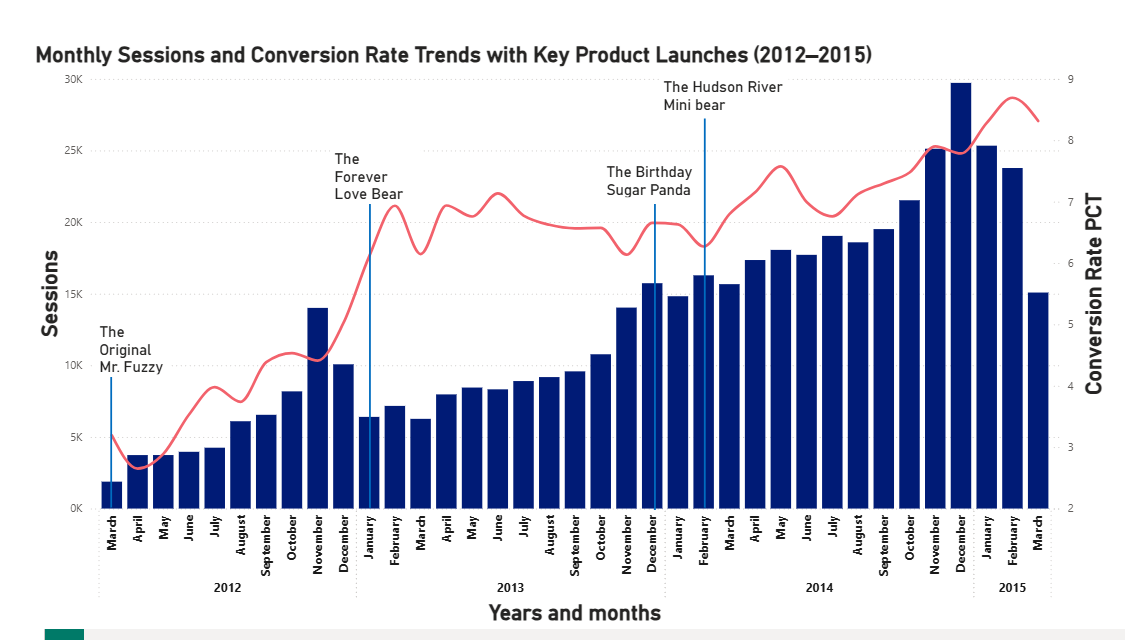 Monthly Sessions and Conversion Rate Trends with Key Product Launches (2012–2015)
30K
25K
20K
15K
10K
5K
0K
Sessions
The
Original
Mr. Fuzzy
The
Forever
Love Bear
The Birthday
Sugar Panda
The Hudson River
Mini bear
9
8
7
6
5
4
3
2
Conversion Rate PCT
March
April
May
June
July
August
September
October
November
December
January
February
March
April
May
June
July
August
September
October
November
December
January
February
March
April
May
June
July
August
September
October
November
December
January
February
March
2012
2013
2014
2015
Years and months